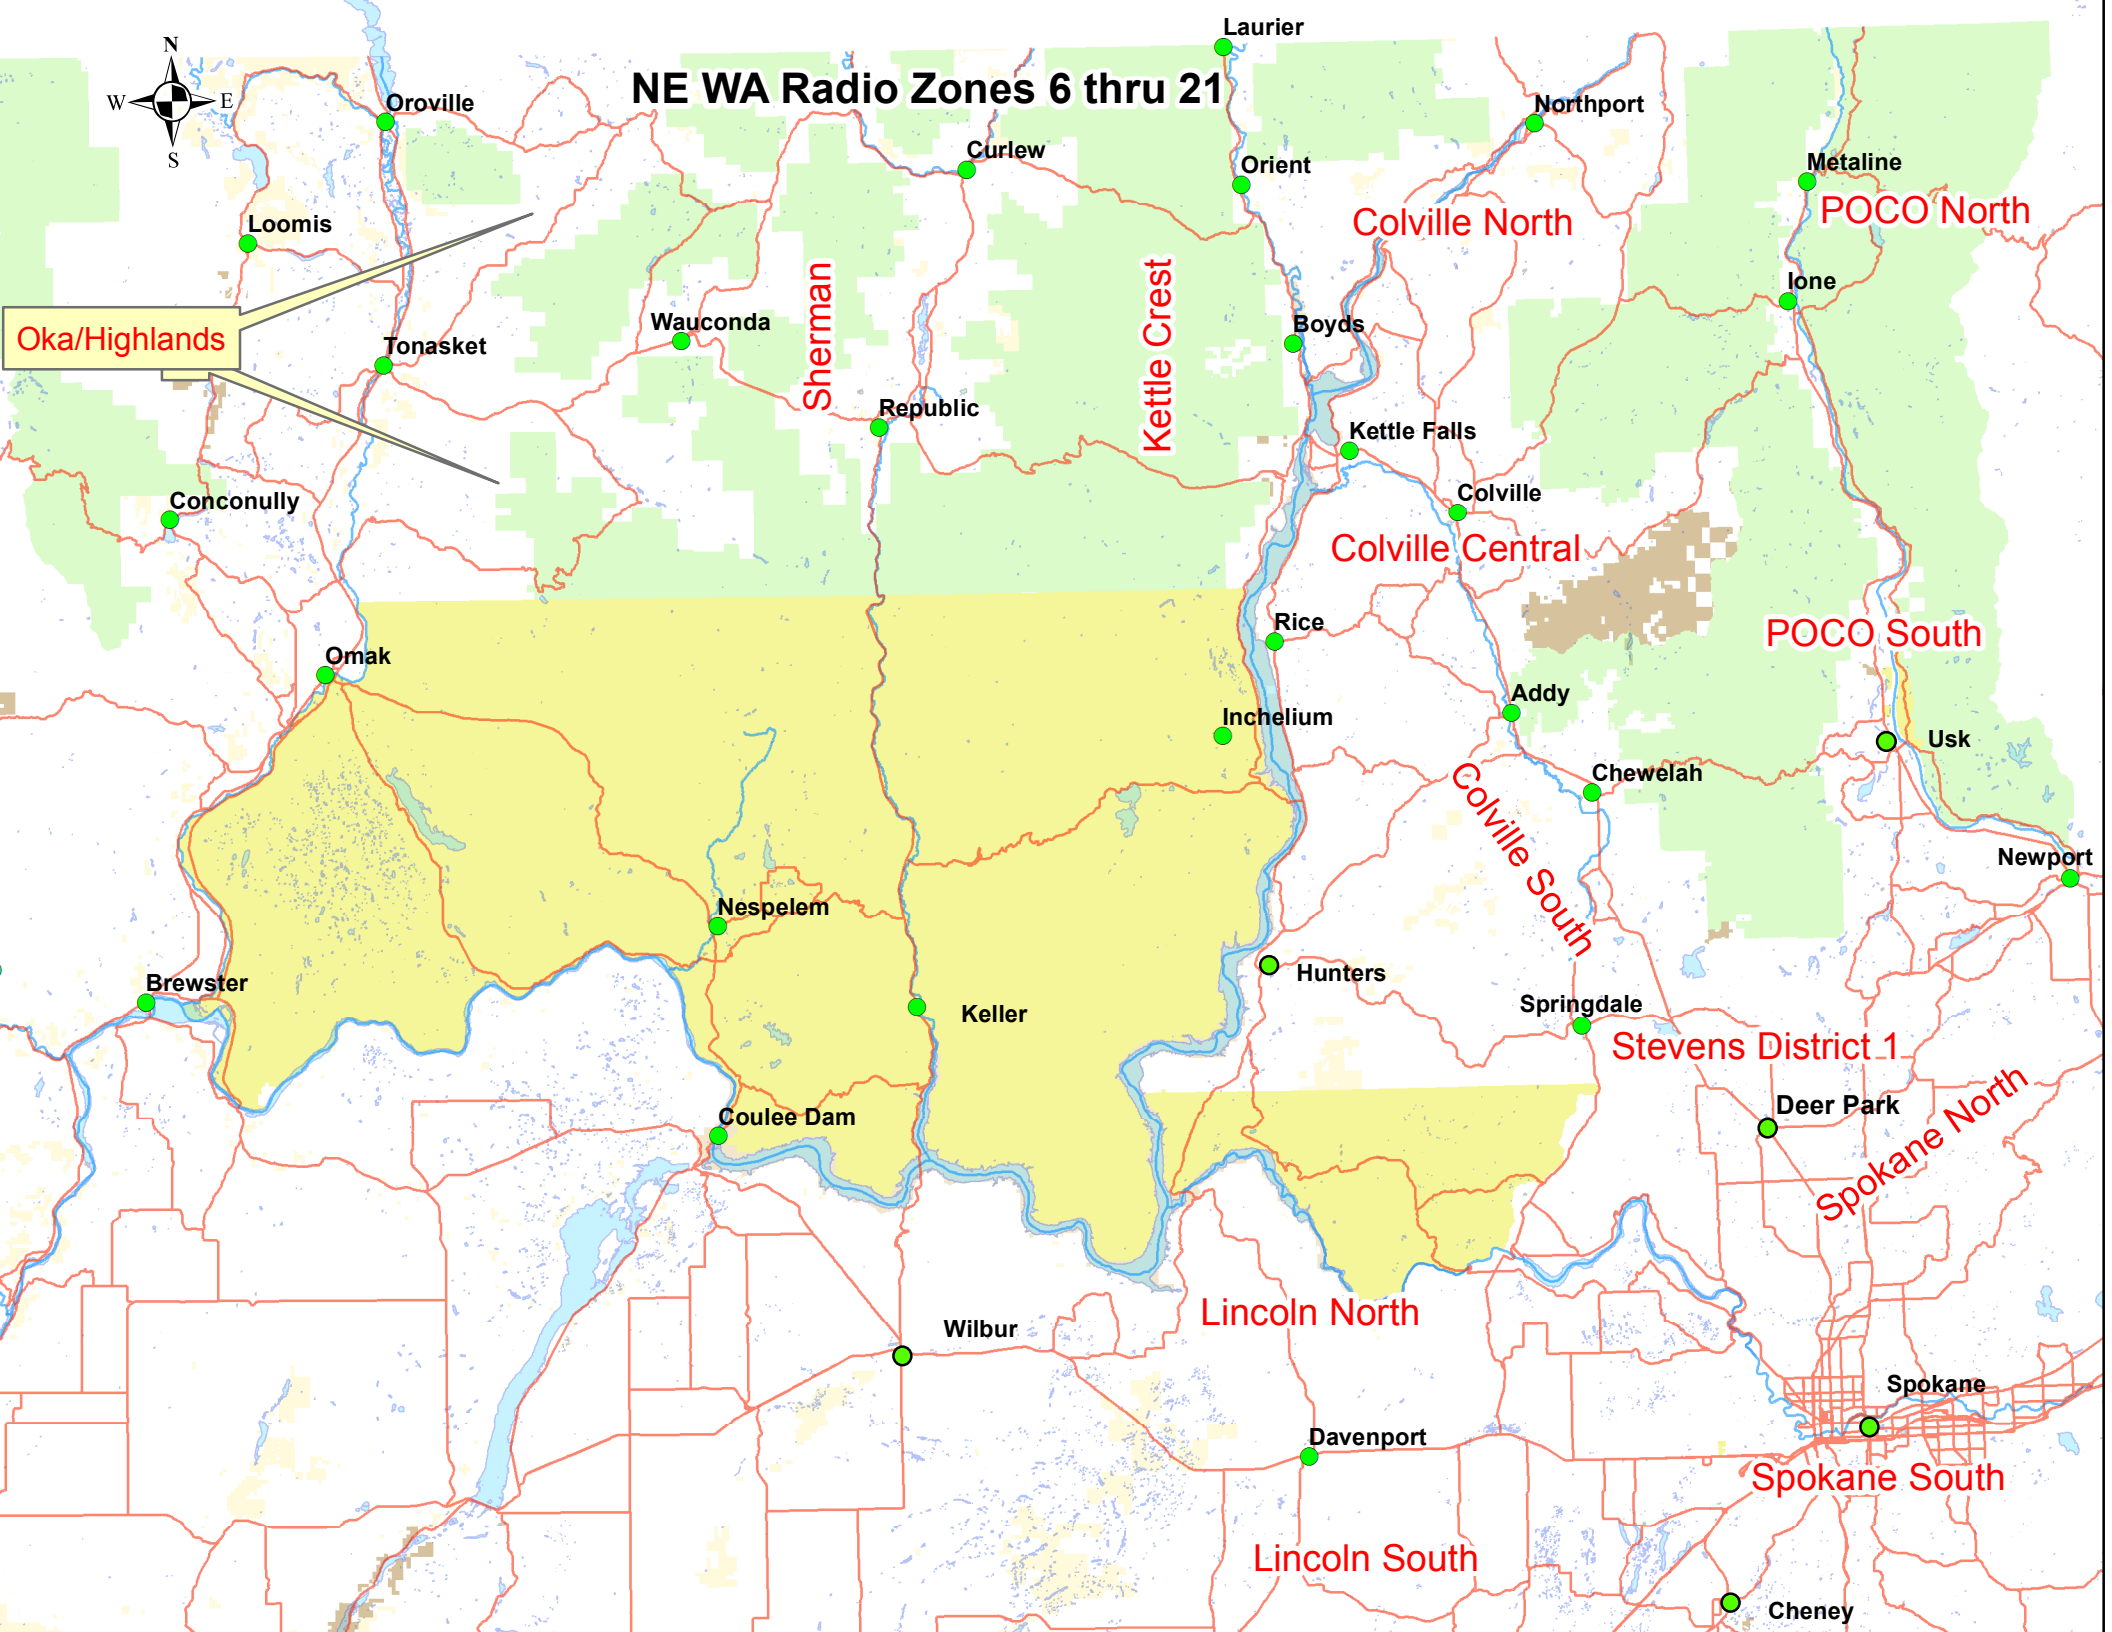 Laurier
N
W
E
S
NE WA Radio Zones 6 thru 21
Oroville
Northport
Curlew
Orient
Metaline
POCO North
Colville North
Loomis
Ione
Sherman
Kettle Crest
Wauconda
Boyds
Oka/Highlands
Tonasket
Republic
Kettle Falls
Conconully
Colville
Colville Central
Rice
POCO South
Omak
Addy
Inchelium
Usk
Chewelah
Colville South
Newport
Nespelem
Brewster
Hunters
Keller
Springdale
Stevens District 1
Coulee Dam
Deer Park
Spokane North
Lincoln North
Wilbur
Spokane
Davenport
Spokane South
Lincoln South
Cheney